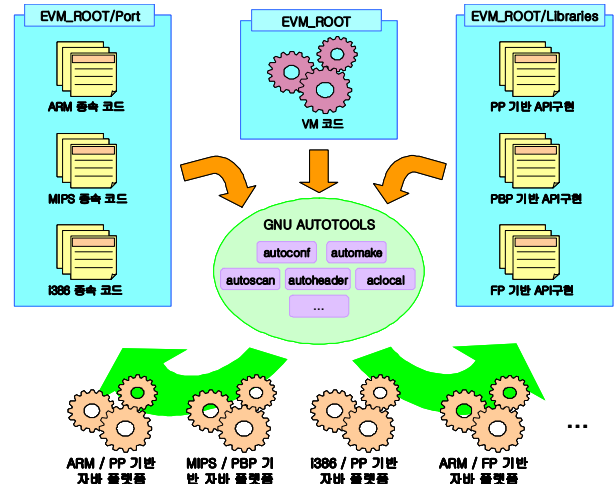 EVM_ROOT/Port
ARM 종속 코드
MIPS 종속 코드
I386 종속 코드
EVM_ROOT
VM 코드
EVM_ROOT/Libraries
PP 기반 API구현
PBP 기반 API구현
FP 기반 API구현
GNU AUTOTOOLS
autoconf
automake
autoscan
autoheader
aclocal
...
ARM / PP 기반
자바 플랫폼
MIPS / PBP 기
반 자바 플랫폼
I386 / PP 기반
자바 플랫폼
ARM / FP 기반
자바 플랫폼
...